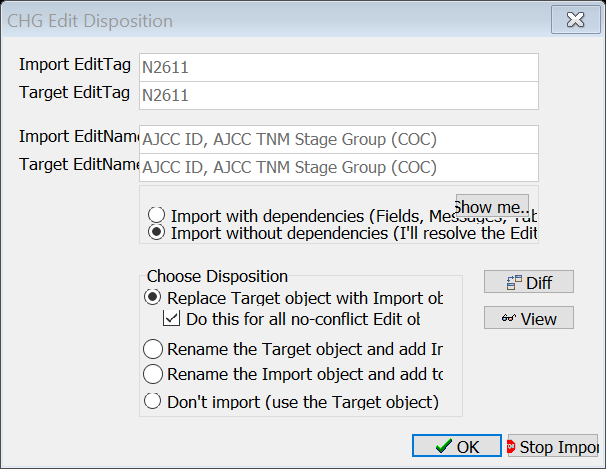 CHG Edit Disposition
Import EditTag N2611
Target EditTag N2611
Import EditName AJCC ID, AJCC TNM Stage Group (COC)
Target EditName AJCC ID, AJCC TNM Stage Group (COC)
Show me..
Import with dependencies (Fields, Messages, Tab
Import without dependencies (I'll resolve the Edit
Choose Disposition
Replace Target object with Import ob
Do this for all no-conflict Edit ob
Rename the Target object and add Im
Rename the Import object and add to
Don't import (use the Target object)
Diff
View
OK
Stop Impor